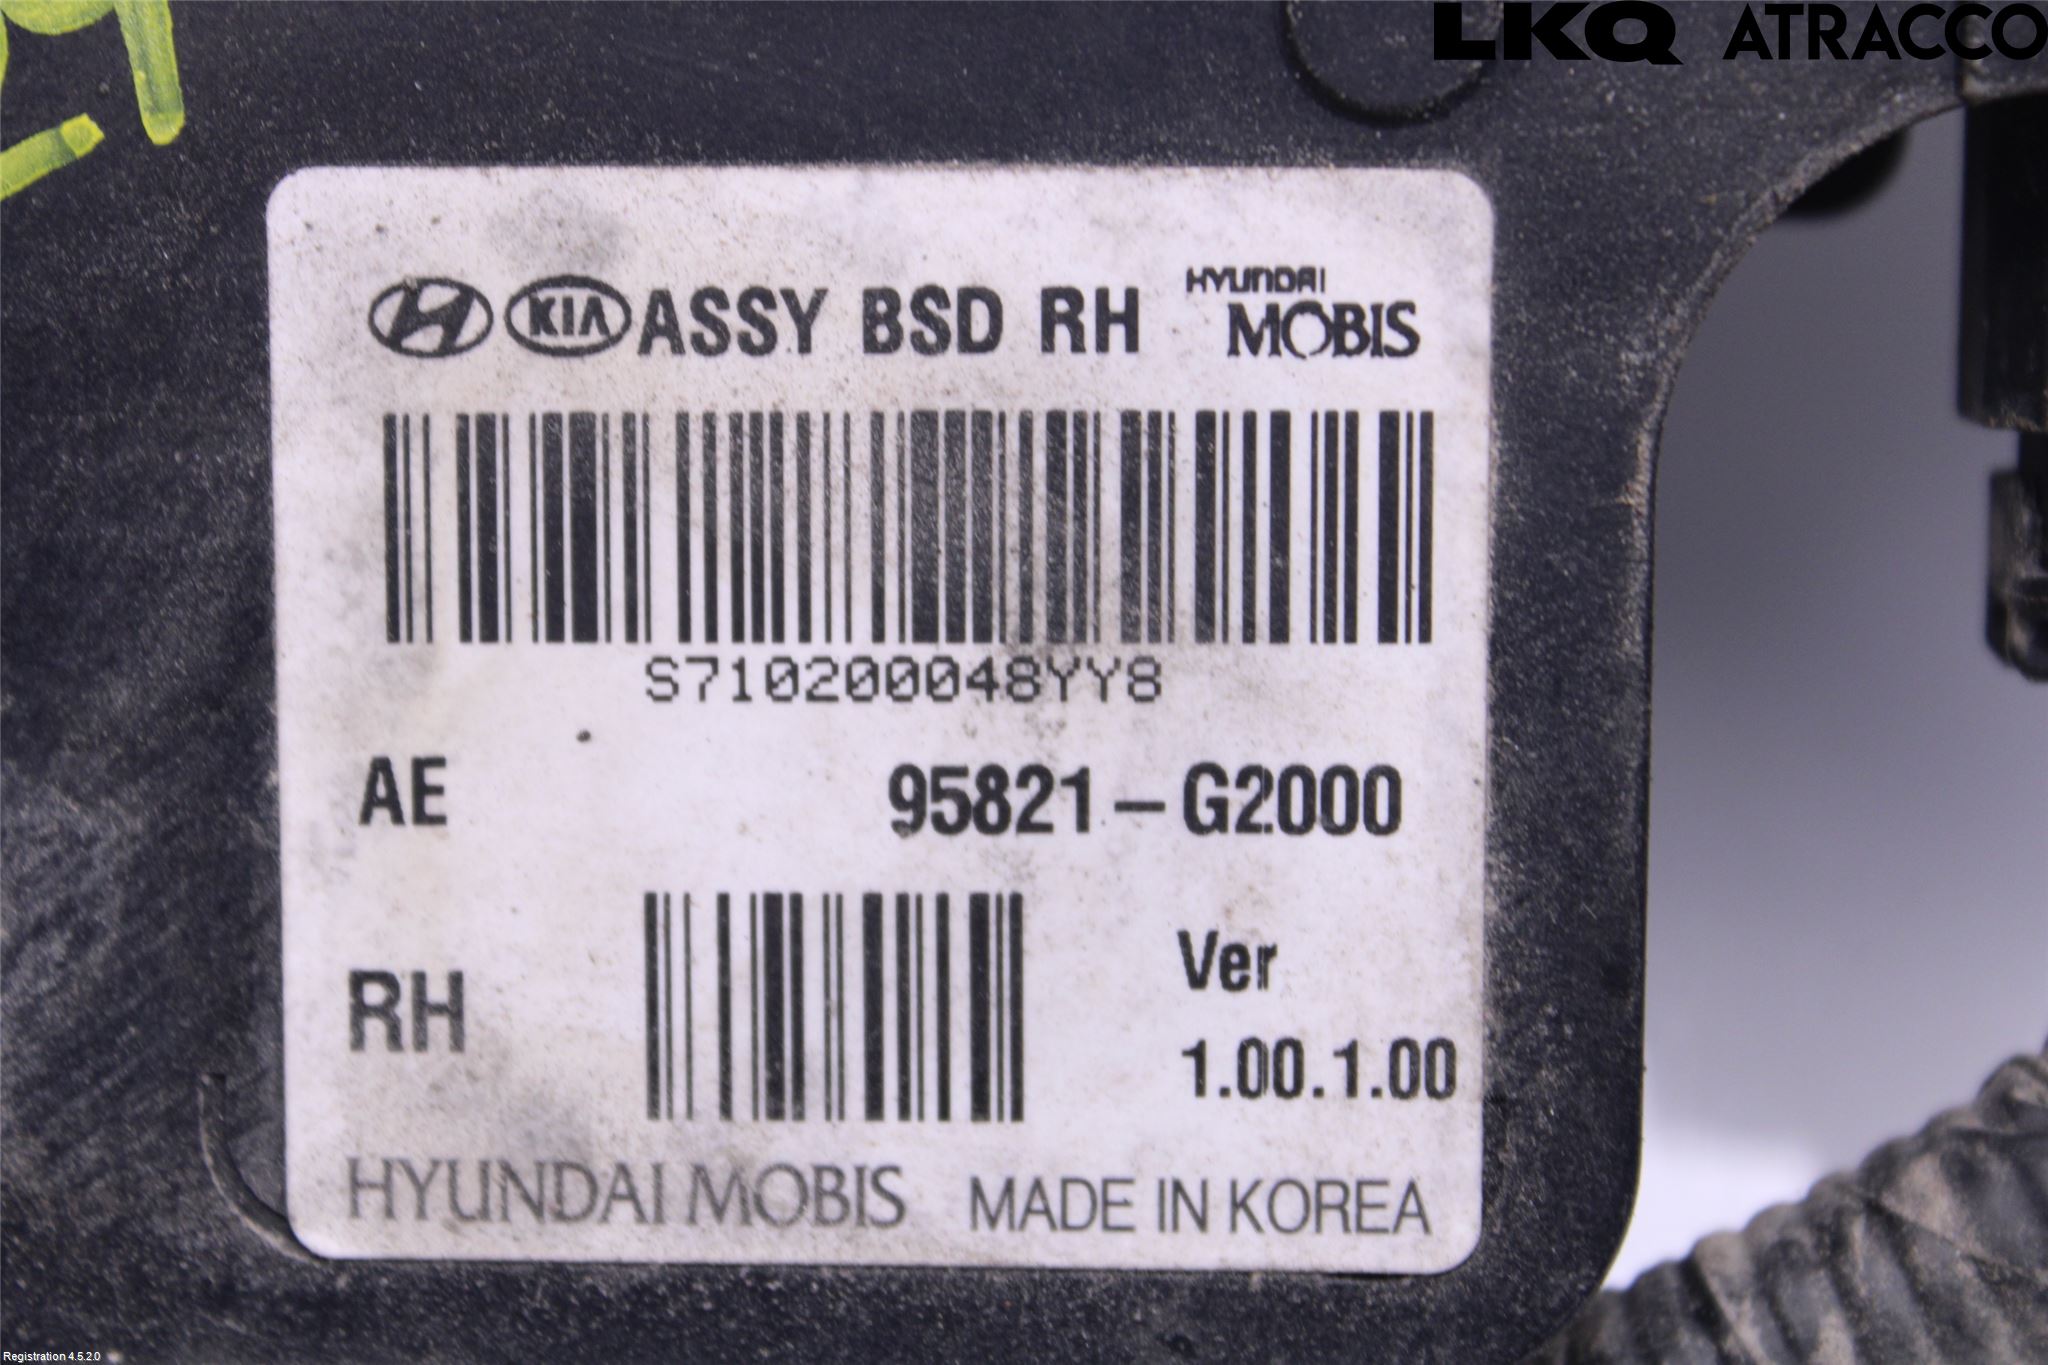 LKQ ATRACCO
KIA ASSY BSD RH HYUNDAI MOBIS
S710200048YY8
AE 95821-G2000
RH Ver
1.00.1.00
HYUNDAI MOBIS MADE IN KOREA
Registration 4.5.2.0